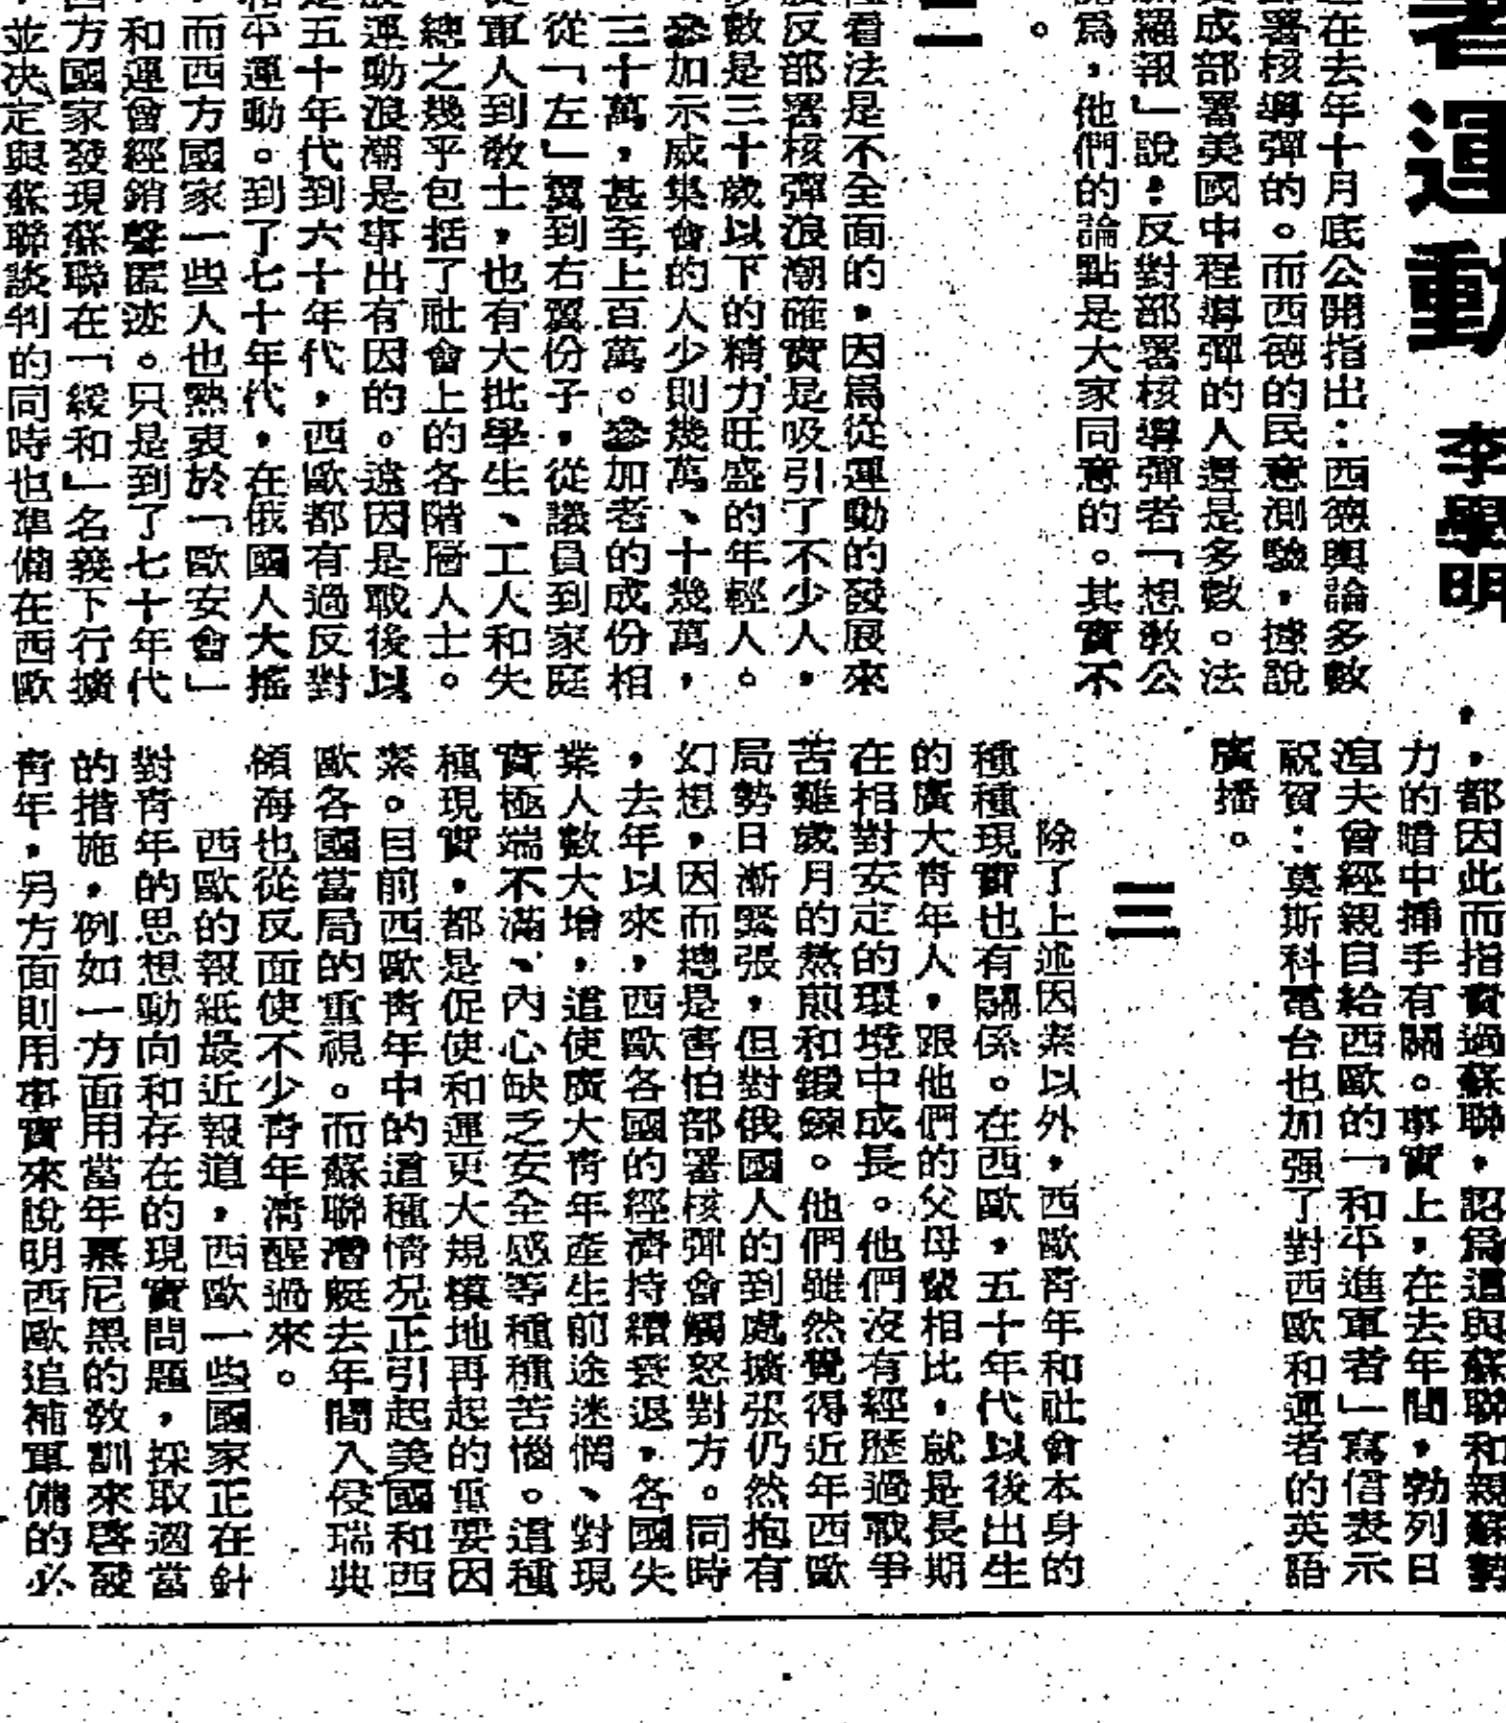 者運動
李學明
在去年十月底公開指出：西德輿論多數
署核導彈的。而西德的民意測驗，據說
成部署美國中程導彈的人還是多數。法
羅報」說：反對部署核導彈者「想教公
爲，他們的論點是大家同意的。其實不
。
二
看法是不全面的，因爲從運動的發展來
反部署核彈浪潮確實是吸引了不少人，
數是三十歲以下的精力旺盛的年輕人。
參加示威集會的人少則幾萬、十幾萬，
三十萬，甚至上百萬。參加者的成份相
從「左」翼到右翼份子，從議員到家庭
軍人到教士，也有大批學生、工人和失
總之幾乎包括了社會上的各階層人士。
運動浪潮是事出有因的。遠因是戰後以
五十年代到六十年代，西歐都有過反對
平運動。到了七十年代，在俄國人大搖
，而西方國家一些人也熱衷於「歐安會」
和運曾經銷聲匿迹。只是到了七十年代
方國家發現蘇聯在「緩和」名義下行擴
並決定與蘇聯談判的同時也準備在西歐
，都因此而指責過蘇聯，認爲這與蘇聯和親蘇勢
力的暗中插手有關。事實上，在去年間，勃列日
湼夫曾經親自給西歐的「和平進軍者」寫信表示
祝賀：莫斯科電台也加强了對西歐和運者的英語
廣播。
三
除了上述因素以外，西歐靑年和社會本身的
種種現實也有關係。在西歐，五十年代以後出生
的廣大靑年人，跟他們的父母輩相比，就是長期
在相對安定的環境中成長。他們沒有經歷過戰爭
苦難歲月的熬煎和鍛鍊。他們雖然覺得近年西歐
局勢日漸緊張，但對俄國人的到處擴張仍然抱有
幻想，因而總是害怕部署核彈會觸怒對方。同時
，去年以來，西歐各國的經濟持續衰退，各國失
業人數大增，這使廣大靑年產生前途迷惘、對現
實極端不滿、內心缺乏安全感等種種苦惱。這種
種現實，都是促使和運更大規模地再起的重要因
素。目前西歐靑年中的這種情况正引起美國和西
歐各國當局的重視。而蘇聯潛艇去年間入侵瑞典
領海也從反面使不少靑年淸醒過來。
西歐的報紙最近報道，西歐一些國家正在針
對靑年的思想動向和存在的現實問題，採取適當
的措施，例如一方面用當年慕尼黑的敎訓來啓發
靑年，另方面則用事實來說明西歐追補軍備的必